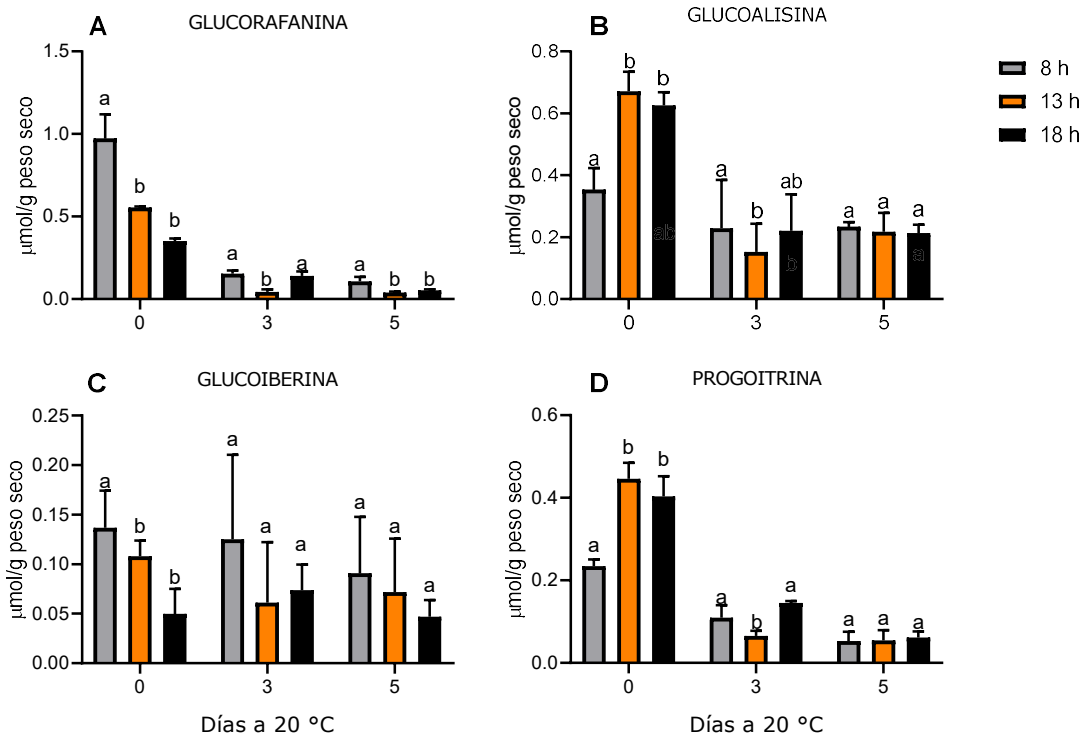 A GLUCORAFANINA
B GLUCOALISINA
8 h
13 h
18 h
µmol/g peso seco
1.5
1.0
0.5
0.0
a
b
b
a
b
a
a
b
b
0
3
5
µmol/g peso seco
0.8
0.6
0.4
0.2
0.0
a
b
b
ab
a
b
ab
b
a
a
a
a
0
3
5
C GLUCOIBERINA
µmol/g peso seco
0.25
0.20
0.15
0.10
0.05
0.00
a
b
b
a
a
a
a
a
a
0
3
5
Días a 20 °C
D PROGOITRINA
µmol/g peso seco
0.6
0.4
0.2
0.0
a
b
b
a
b
a
a
a
a
0
3
5
Días a 20 °C